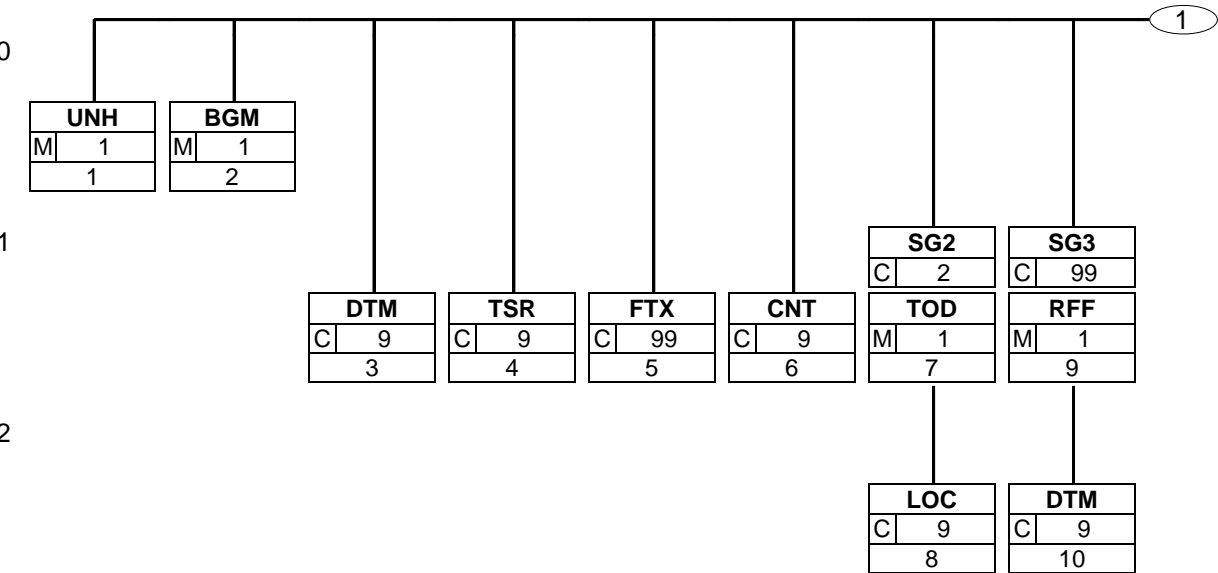 1
0
UNH BGM
M 1 M 1
1 2
1
SG2 SG3
C 2 C 99
DTM TSR FTX CNT TOD RFF
C 9 C 9 C 99 C 9 M 1 M 1
3 4 5 6 7 9
2
LOC DTM
C 9 C 9
8 10